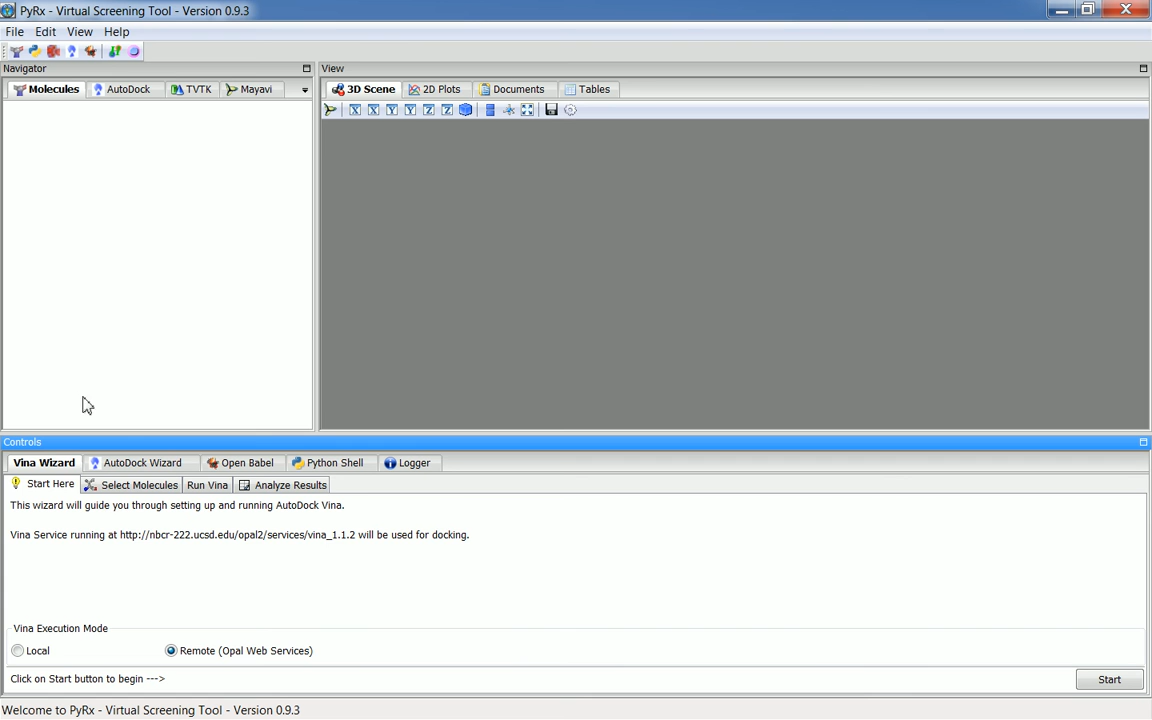 PyRx - Virtual Screening Tool - Version 0.9.3
File Edit View Help
Navigator
View
Molecules AutoDock TVTK Mayavi
3D Scene 2D Plots Documents Tables
X X Y Y Z Z
Controls
Vina Wizard AutoDock Wizard Open Babel Python Shell Logger
Start Here Select Molecules Run Vina Analyze Results
This wizard will guide you through setting up and running AutoDock Vina.
Vina Service running at http://nbcr-222.ucsd.edu/opal2/services/vina_1.1.2 will be used for docking.
Vina Execution Mode
Local Remote (Opal Web Services)
Click on Start button to begin --->
Start
Welcome to PyRx - Virtual Screening Tool - Version 0.9.3